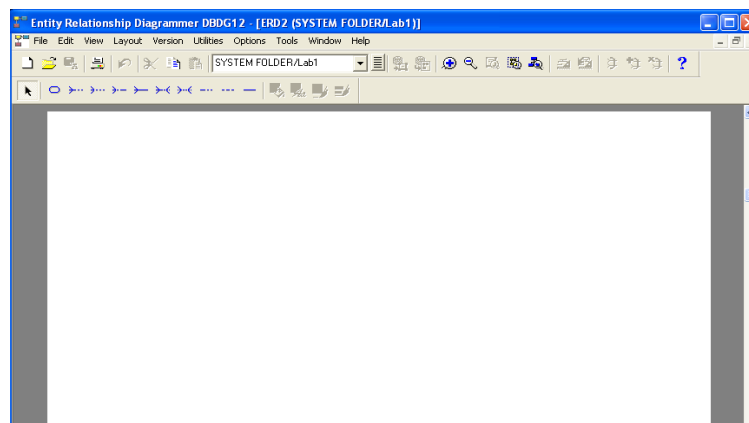 Entity Relationship Diagrammer DBDG12 - [ERD2 (SYSTEM FOLDER/Lab1)]
File Edit View Layout Version Utilities Options Tools Window Help
SYSTEM FOLDER/Lab1
?